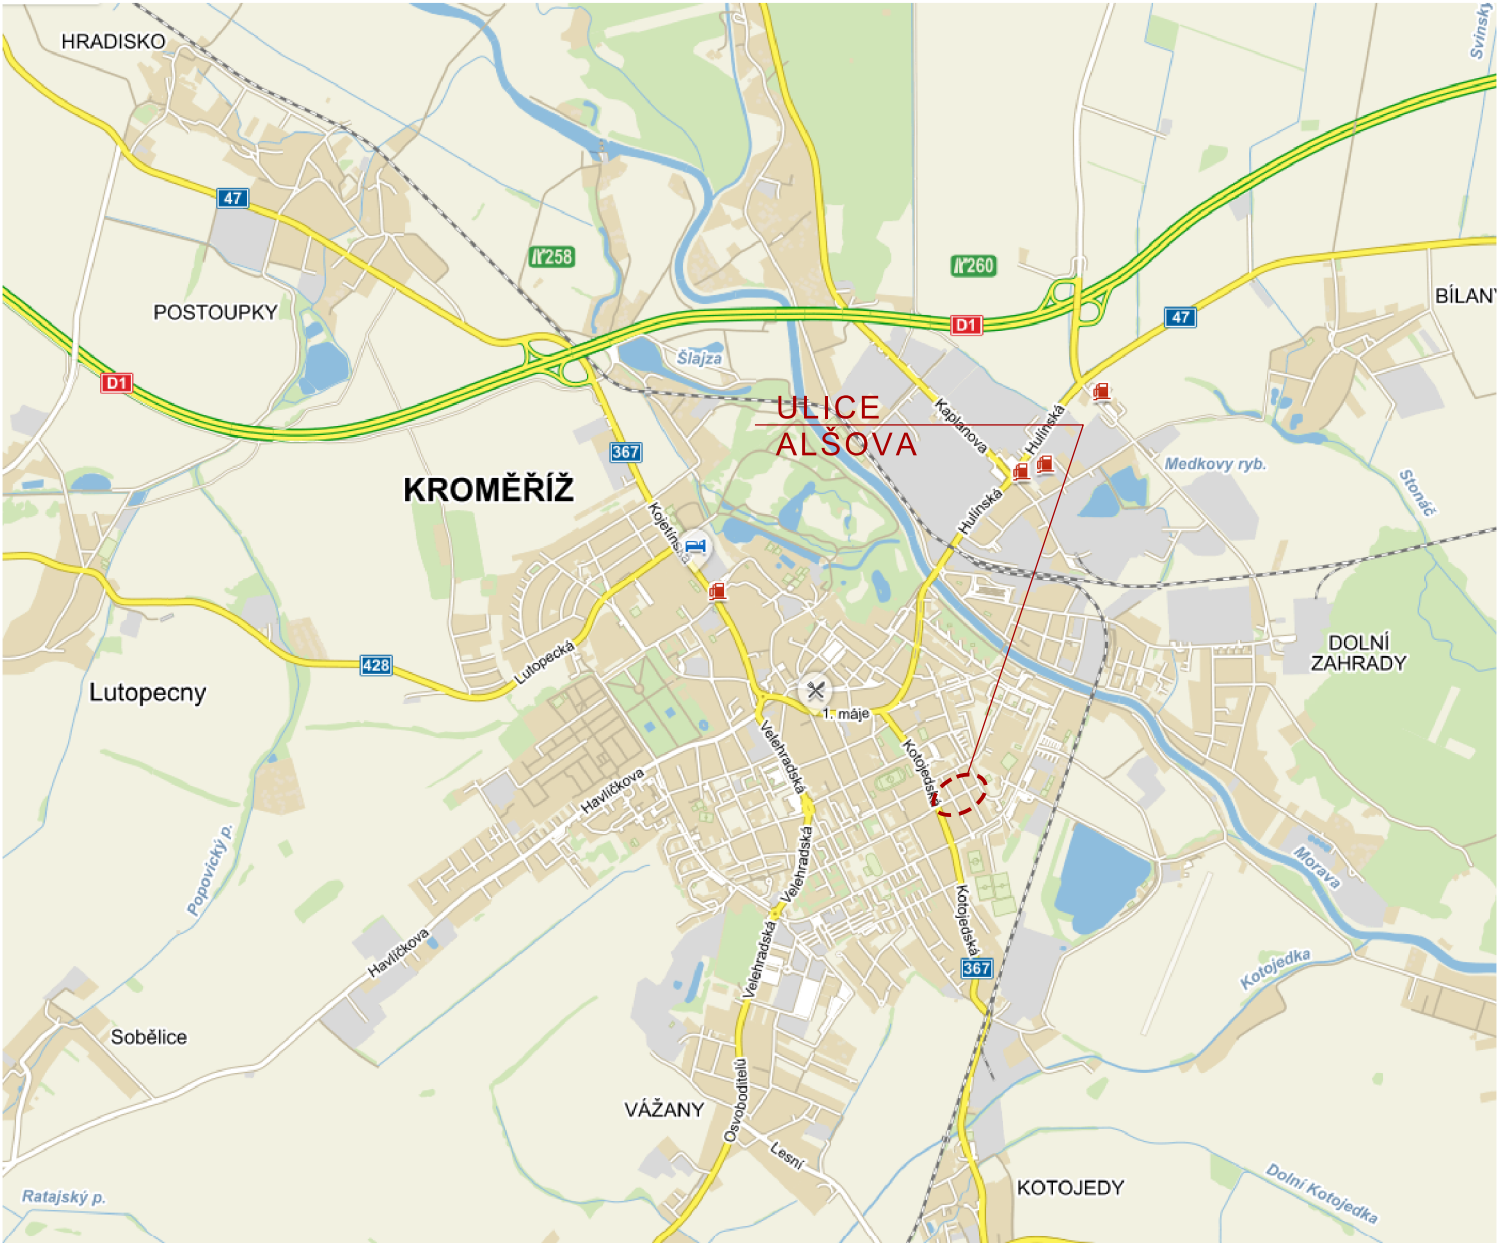 HRADISKO
Svinský
47
258
260
POSTOUPKY
BÍLANY
D1
47
Šlajza
D1
ULICE
ALŠOVA
Kaplanova
Hulínská
367
Medkovy ryb.
Stonáč
KROMĚŘÍŽ
Kojetínská
Hulínská
DOLNÍ
ZAHRADY
Lutopecká
428
Lutopecny
1. máje
Velehradská
Kotojedská
Havlíčkova
Velehradská
Popovický p.
Morava
Kotojedská
Havlíčkova
Velehradská
367
Kotojedka
Sobělice
Osvoboditelů
VÁŽANY
Lesní
Ratajský p.
KOTOJEDY
Dolní Kotojedka